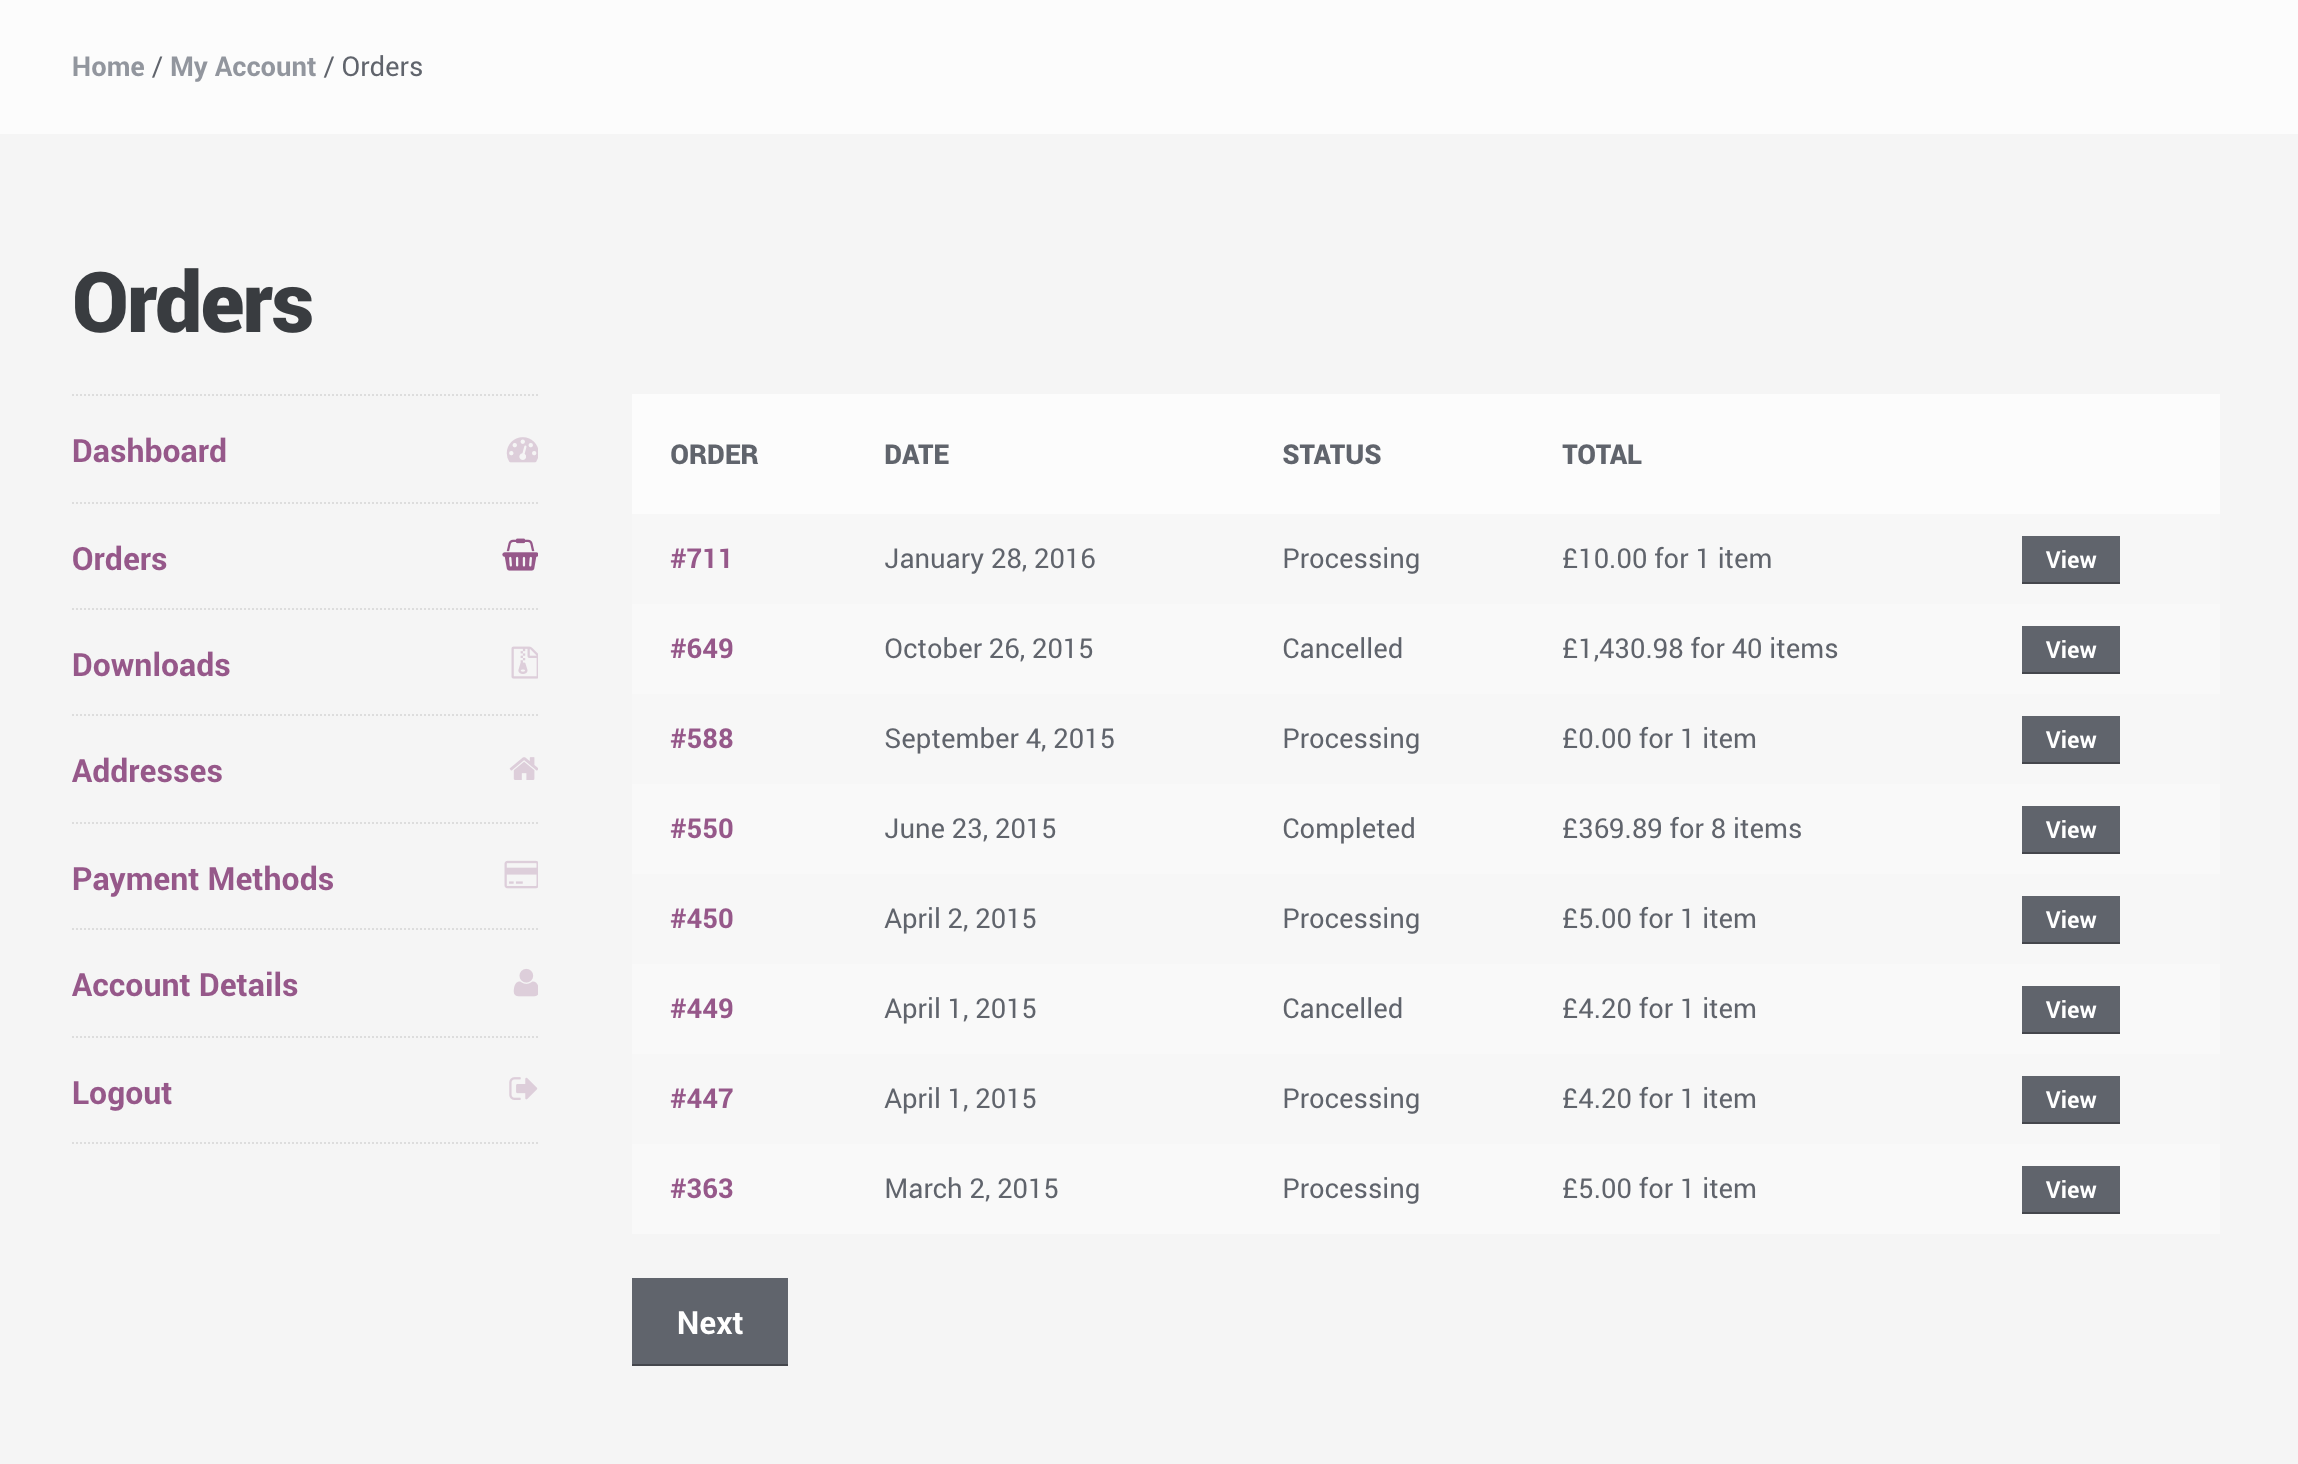 Home / My Account / Orders
Orders
Dashboard
Orders
Downloads
Addresses
Payment Methods
Account Details
Logout
ORDER DATE STATUS TOTAL
#711 January 28, 2016 Processing £10.00 for 1 item View
#649 October 26, 2015 Cancelled £1,430.98 for 40 items View
#588 September 4, 2015 Processing £0.00 for 1 item View
#550 June 23, 2015 Completed £369.89 for 8 items View
#450 April 2, 2015 Processing £5.00 for 1 item View
#449 April 1, 2015 Cancelled £4.20 for 1 item View
#447 April 1, 2015 Processing £4.20 for 1 item View
#363 March 2, 2015 Processing £5.00 for 1 item View
Next